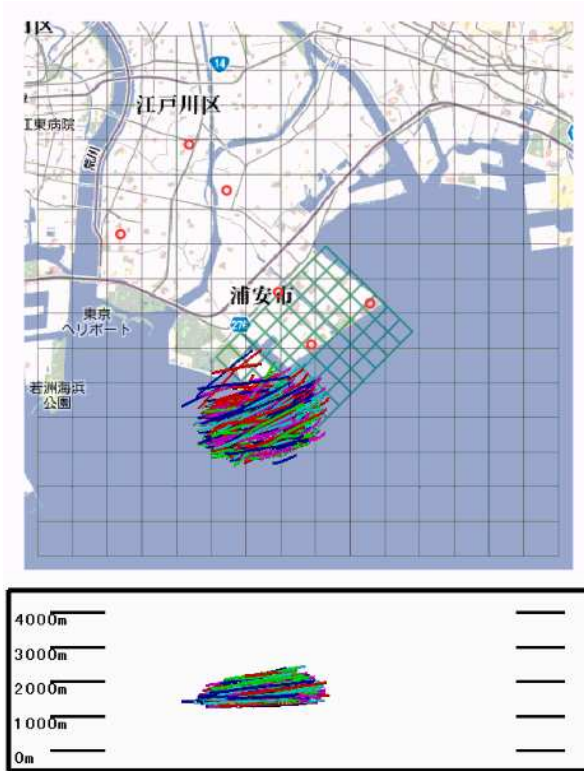 区
14
江戸川区
江東病院
荒川
浦安市
東京
ヘリポート
若洲海浜
公園
4000m
3000m
2000m
1000m
0m